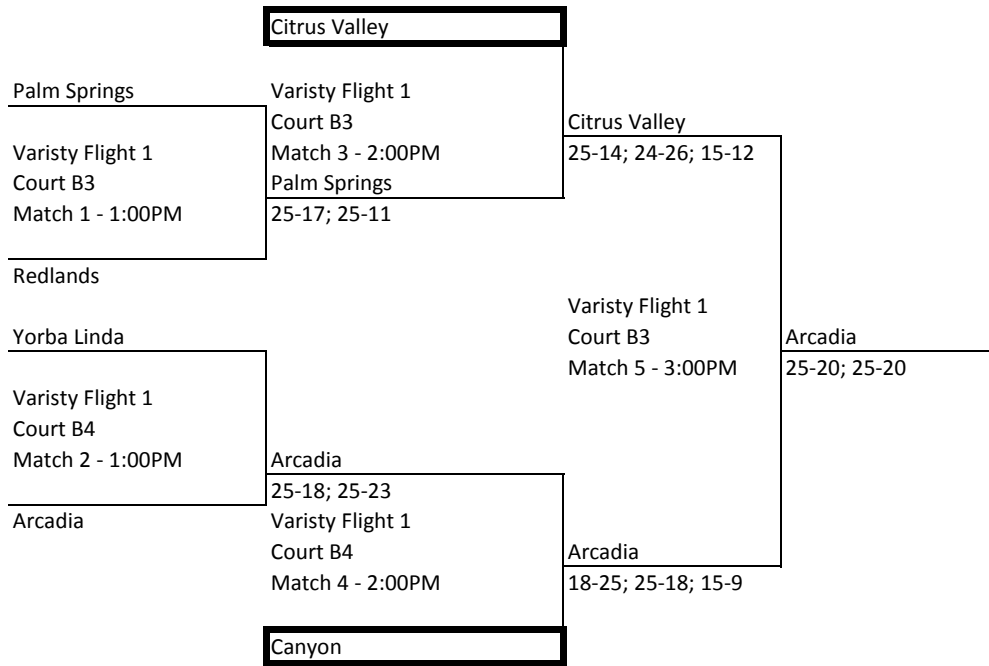 Citrus Valley
Palm Springs
Varisty Flight 1
Court B3
Match 1 - 1:00PM
Redlands
Varisty Flight 1
Court B3
Match 3 - 2:00PM
Palm Springs
25-17; 25-11
Citrus Valley
25-14; 24-26; 15-12
Yorba Linda
Varisty Flight 1
Court B4
Match 2 - 1:00PM
Arcadia
Arcadia
25-18; 25-23
Varisty Flight 1
Court B4
Match 4 - 2:00PM
Canyon
Arcadia
18-25; 25-18; 15-9
Varisty Flight 1
Court B3
Match 5 - 3:00PM
Arcadia
25-20; 25-20